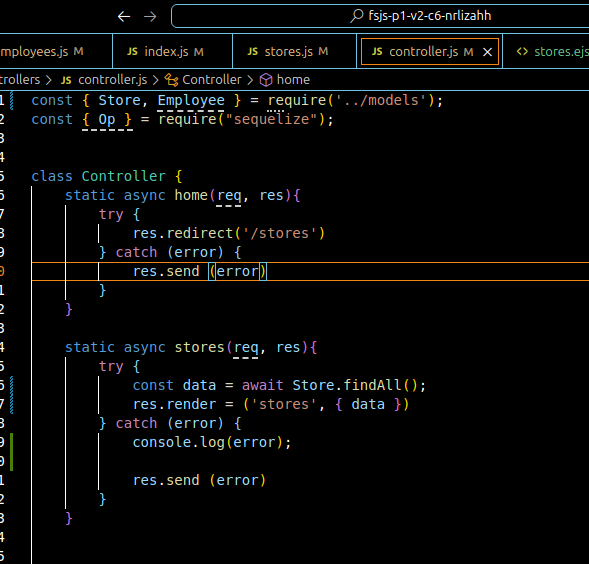 fsjs-p1-v2-c6-nrlizahh
mployees.js M
JS index.js M
JS stores.js M
JS controller.js M
<> stores.ejs
trollers > JS controller.js > Controller > home
1 const { Store, Employee } = require('../models');
2 const { Op } = require("sequelize");
3
4
5 class Controller {
6 static async home(req, res){
7 try {
8 res.redirect('/stores')
9 } catch (error) {
0 res.send (error)
1 }
2 }
3
4 static async stores(req, res){
5 try {
6 const data = await Store.findAll();
7 res.render = ('stores', { data })
8 } catch (error) {
9 console.log(error);
0
1 res.send (error)
2 }
3 }
4
5